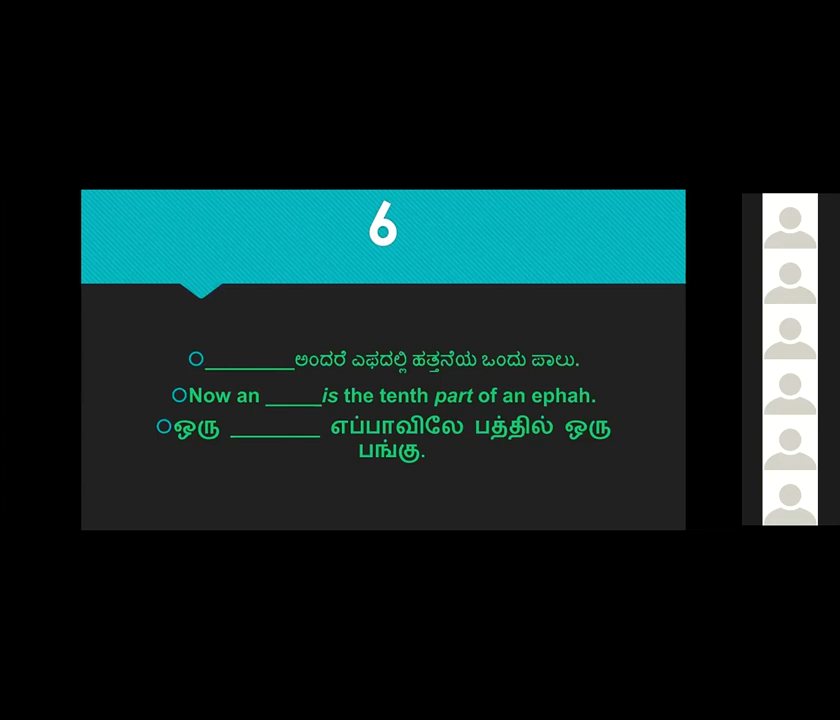 6
_________ಅಂದರೆ ಎಫದಲ್ಲಿ ಹತ್ತನೆಯ ಒಂದು ಪಾಲು.
Now an _____is the tenth part of an ephah.
ஒரு ________ எப்பாவிலே பத்தில் ஒரு
பங்கு.